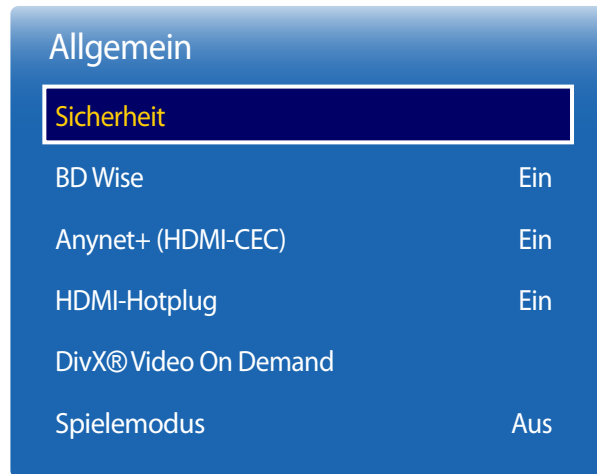 Allgemein
Sicherheit
BD Wise Ein
Anynet+ (HDMI-CEC) Ein
HDMI-Hotplug Ein
DivX® Video On Demand
Spielemodus Aus